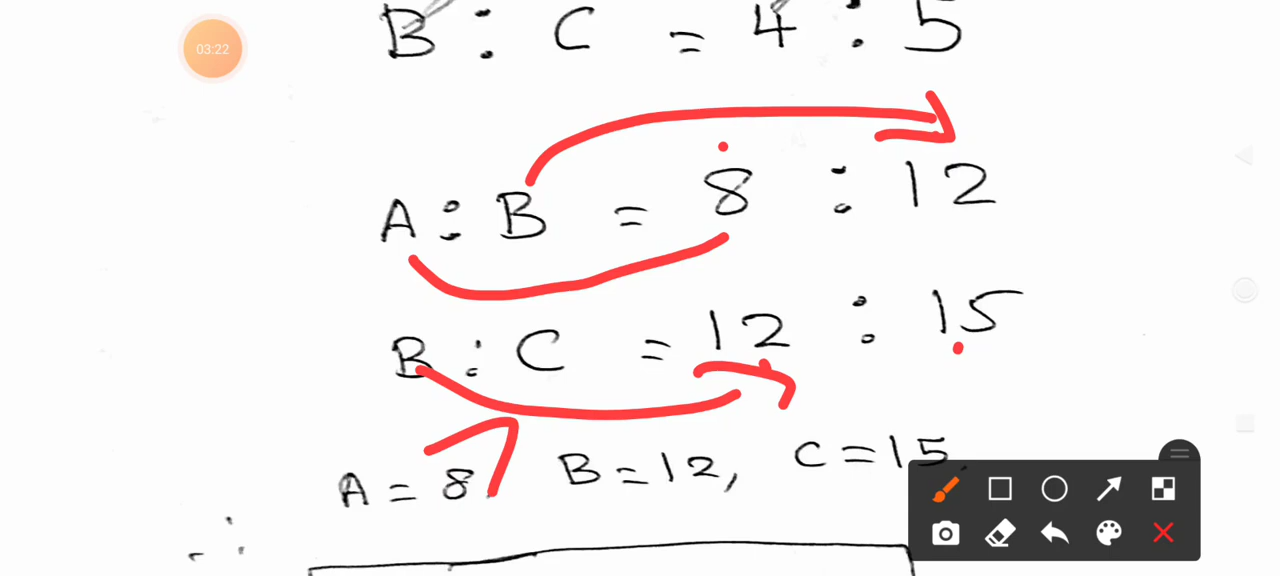 03:22
B : C = 4 : 5
A : B = 8 : 12
B : C = 12 : 15
A = 8 B = 12, C = 15
∴